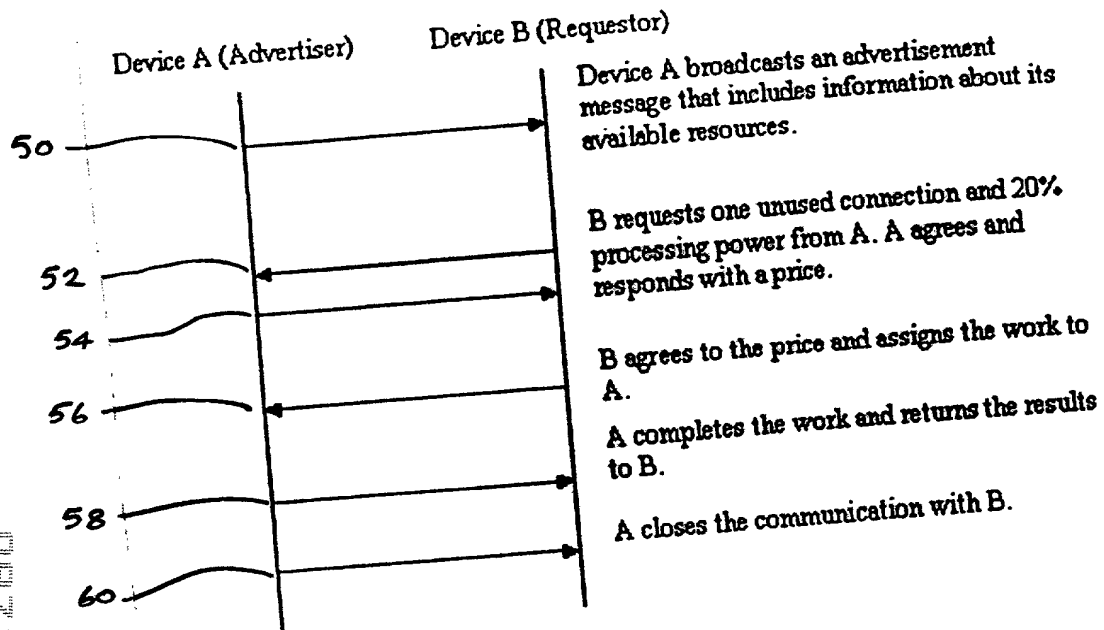 Device A (Advertiser)
Device B (Requestor)
50
Device A broadcasts an advertisement
message that includes information about its
available resources.
52
B requests one unused connection and 20%
processing power from A. A agrees and
responds with a price.
54
B agrees to the price and assigns the work to
A.
56
A completes the work and returns the results
to B.
58
A closes the communication with B.
60